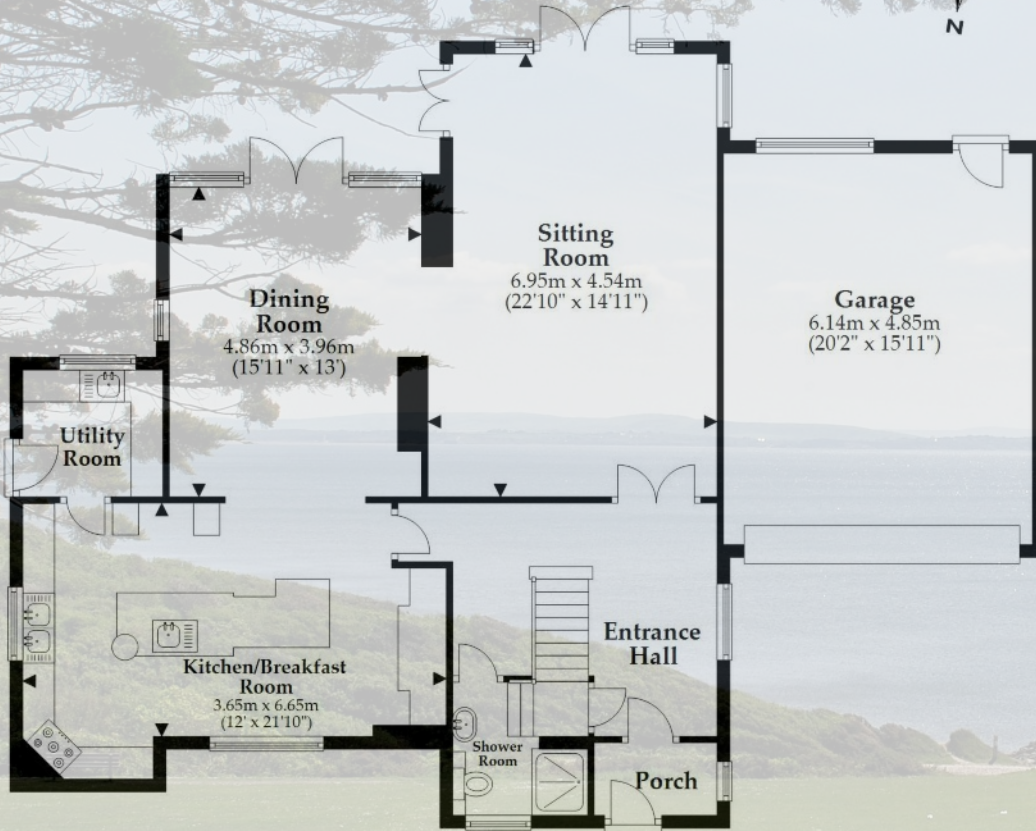 N
Sitting
Room
6.95m x 4.54m
(22'10" x 14'11")
Dining
Room
4.86m x 3.96m
(15'11" x 13')
Garage
6.14m x 4.85m
(20'2" x 15'11")
Utility
Room
Entrance
Hall
Kitchen/Breakfast
Room
3.65m x 6.65m
(12' x 21'10")
Shower
Room
Porch